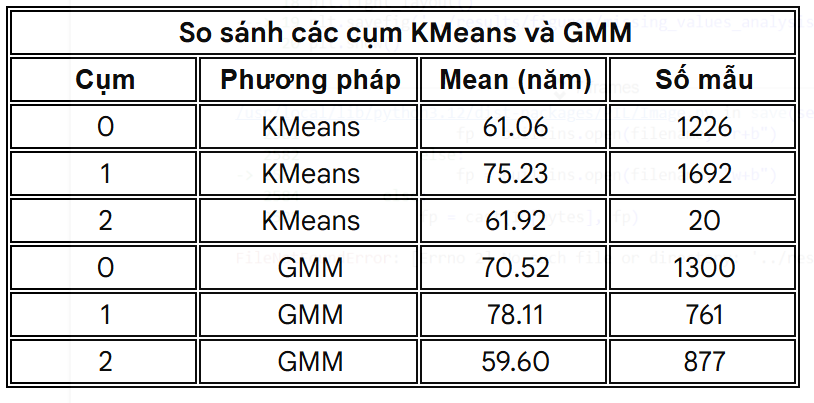 So sánh các cụm KMeans và GMM
Cụm Phương pháp Mean (năm) Số mẫu
0 KMeans 61.06 1226
1 KMeans 75.23 1692
2 KMeans 61.92 20
0 GMM 70.52 1300
1 GMM 78.11 761
2 GMM 59.60 877